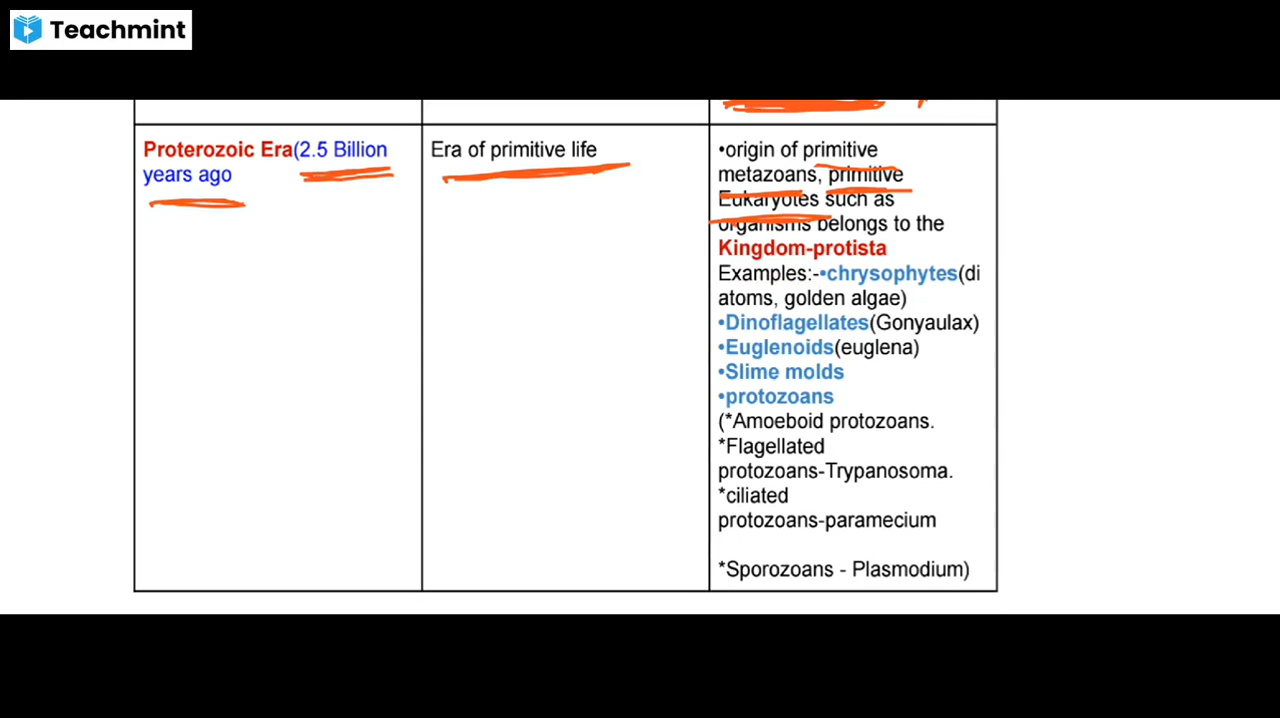 Teachmint
Proterozoic Era(2.5 Billion
years ago
Era of primitive life
•origin of primitive
metazoans, primitive
Eukaryotes such as
organisms belongs to the
Kingdom-protista
Examples:-•chrysophytes(di
atoms, golden algae)
•Dinoflagellates(Gonyaulax)
•Euglenoids(euglena)
•Slime molds
•protozoans
(*Amoeboid protozoans.
*Flagellated
protozoans-Trypanosoma.
*ciliated
protozoans-paramecium
*Sporozoans - Plasmodium)